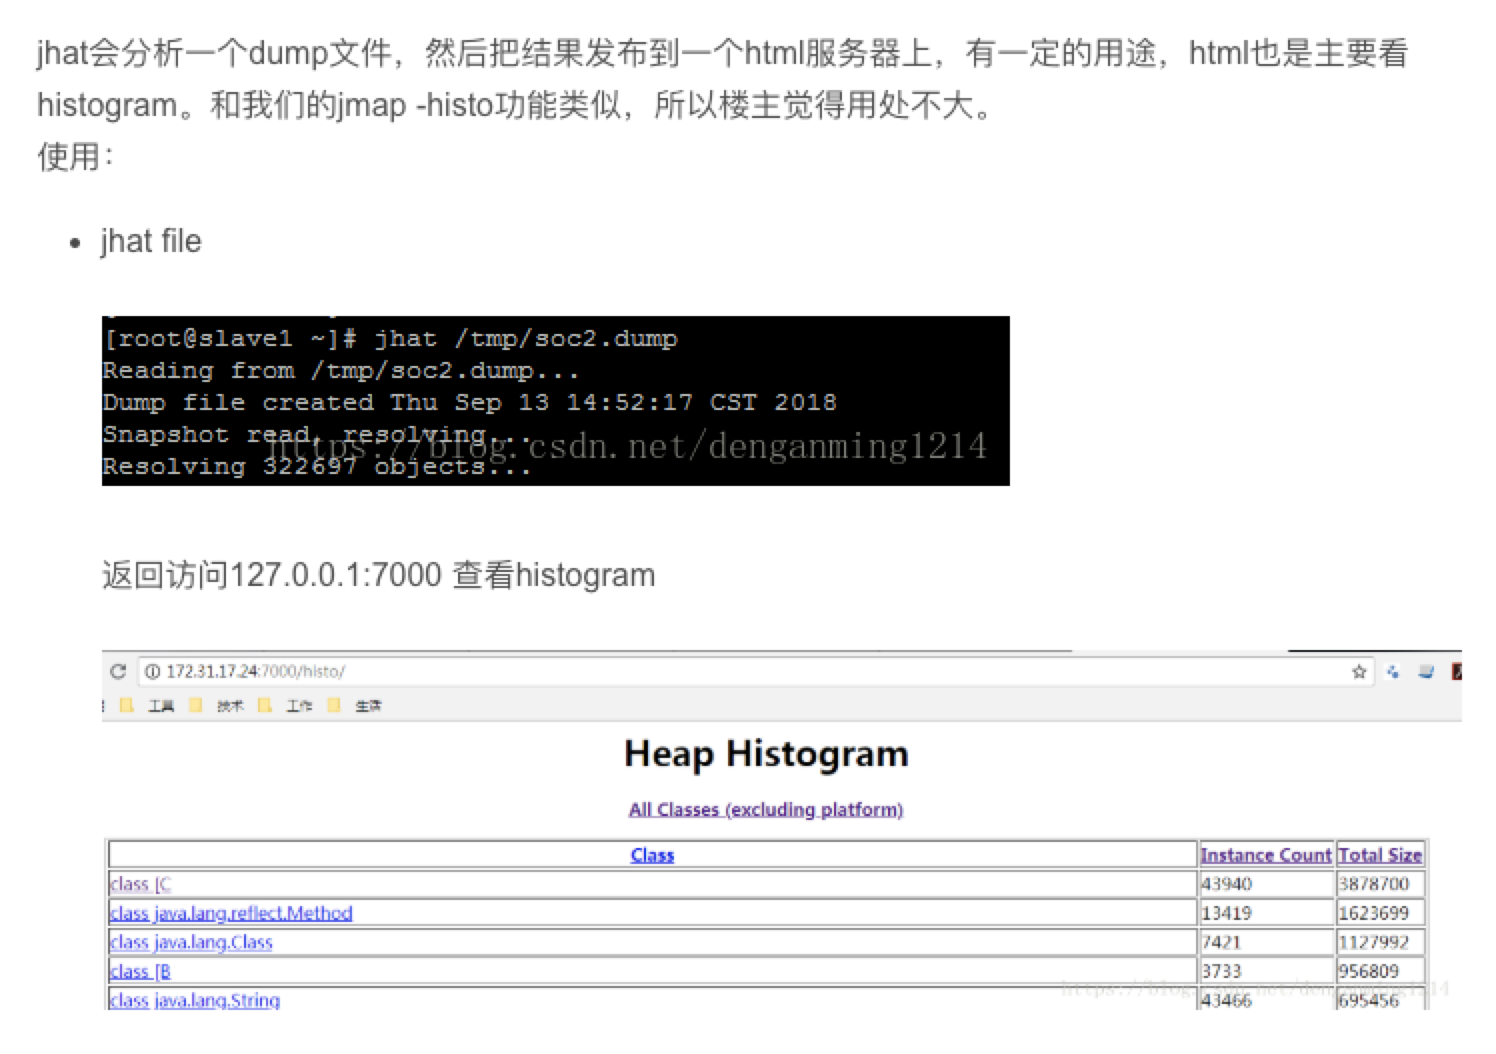 jhat会分析一个dump文件，然后把结果发布到一个html服务器上，有一定的用途，html也是主要看
histogram。和我们的jmap -histo功能类似，所以楼主觉得用处不大。
使用：
• jhat file
[root@slave1 ~]# jhat /tmp/soc2.dump
Reading from /tmp/soc2.dump...
Dump file created Thu Sep 13 14:52:17 CST 2018
Snapshot read, resolving...
https://blog.csdn.net/denganming1214
Resolving 322697 objects...
返回访问127.0.0.1:7000 查看histogram
172.31.17.24:7000/histo/
工具 技术 工作 生活
Heap Histogram
All Classes (excluding platform)
Class Instance Count Total Size
class [C 43940 3878700
class java.lang.reflect.Method 13419 1623699
class java.lang.Class 7421 1127992
class [B 3733 956809
https://blog.csdn.net/denganming1214
class java.lang.String 43466 695456